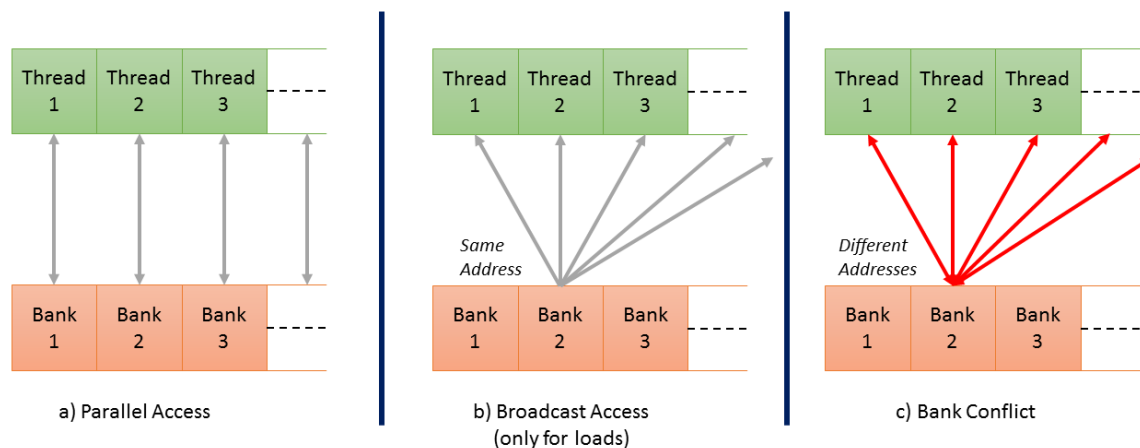 Thread 1
Thread 2
Thread 3
Bank 1
Bank 2
Bank 3
a) Parallel Access
Thread 1
Thread 2
Thread 3
Same
Address
Bank 1
Bank 2
Bank 3
b) Broadcast Access
(only for loads)
Thread 1
Thread 2
Thread 3
Different
Addresses
Bank 1
Bank 2
Bank 3
c) Bank Conflict